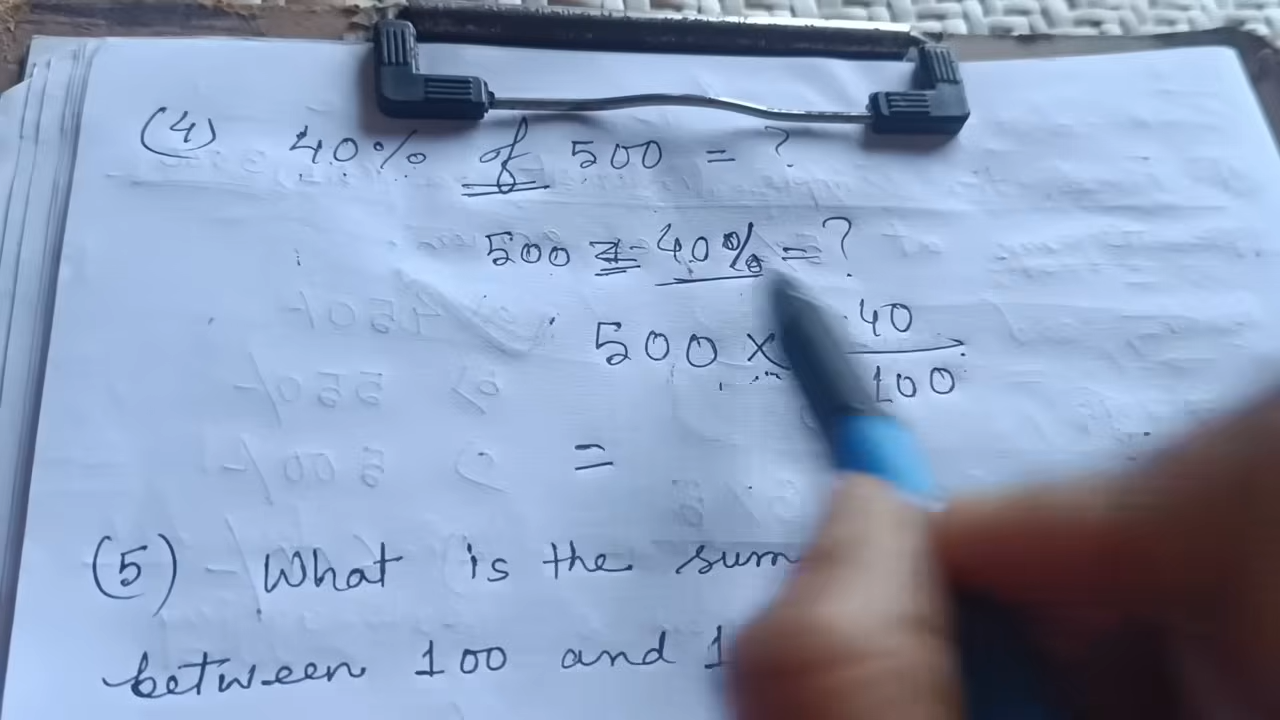 (4) 40% of 500 = ?
500 40% = ?
500 × 40/100
=
(5) What is the sum
between 100 and 1